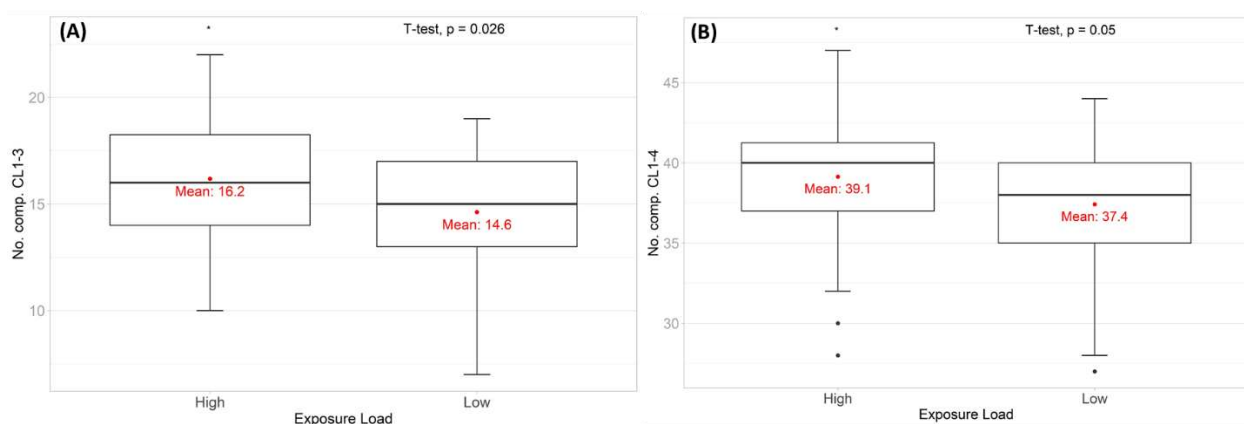 (A)
*
T-test, p = 0.026
No. comp. CL1-3
20
15
10
Mean: 16.2
Mean: 14.6
High
Low
Exposure Load
(B)
*
T-test, p = 0.05
No. comp. CL1-4
45
40
35
30
Mean: 39.1
Mean: 37.4
High
Low
Exposure Load